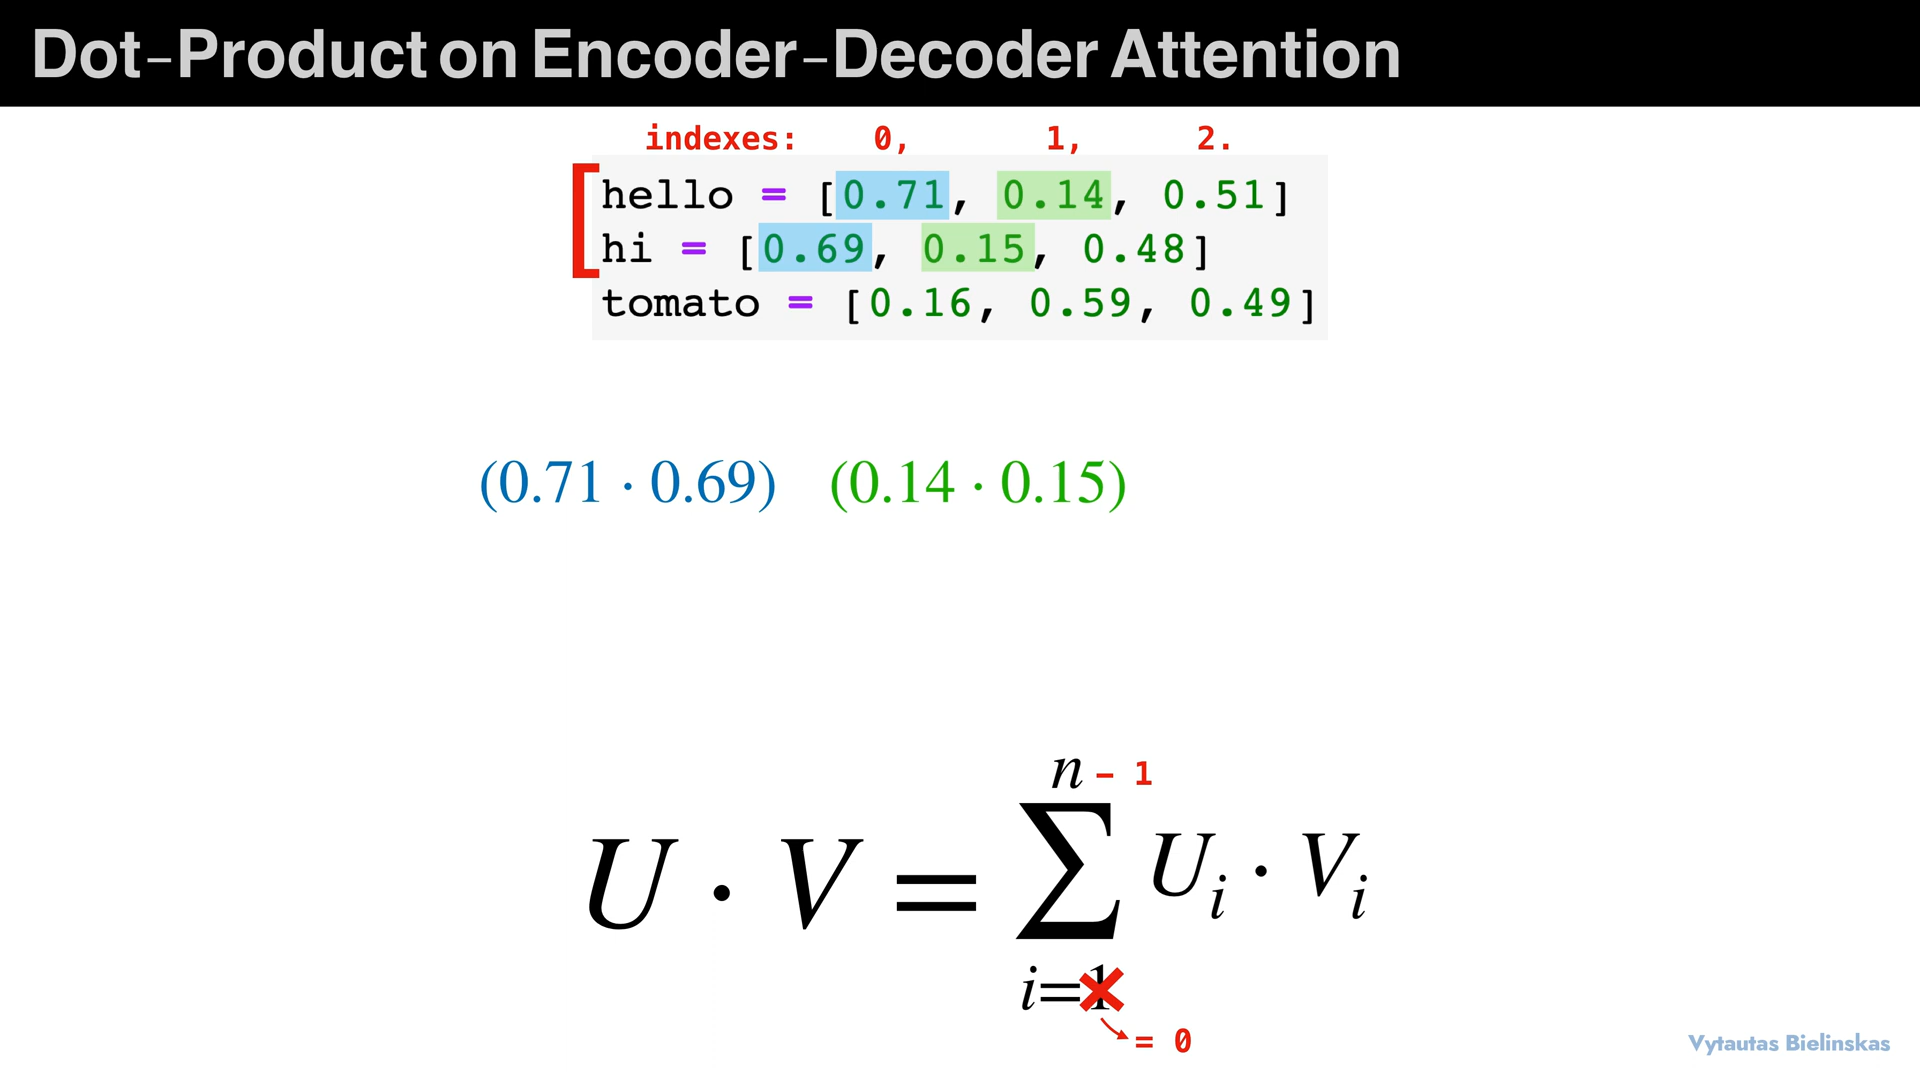 Dot-Product on Encoder-Decoder Attention
indexes: 0, 1, 2.
hello = [0.71, 0.14, 0.51]
hi = [0.69, 0.15, 0.48]
tomato = [0.16, 0.59, 0.49]
(0.71 · 0.69) (0.14 · 0.15)
n - 1
U · V = ∑ Uᵢ · Vᵢ
i=1
= 0
Vytautas Bielinskas